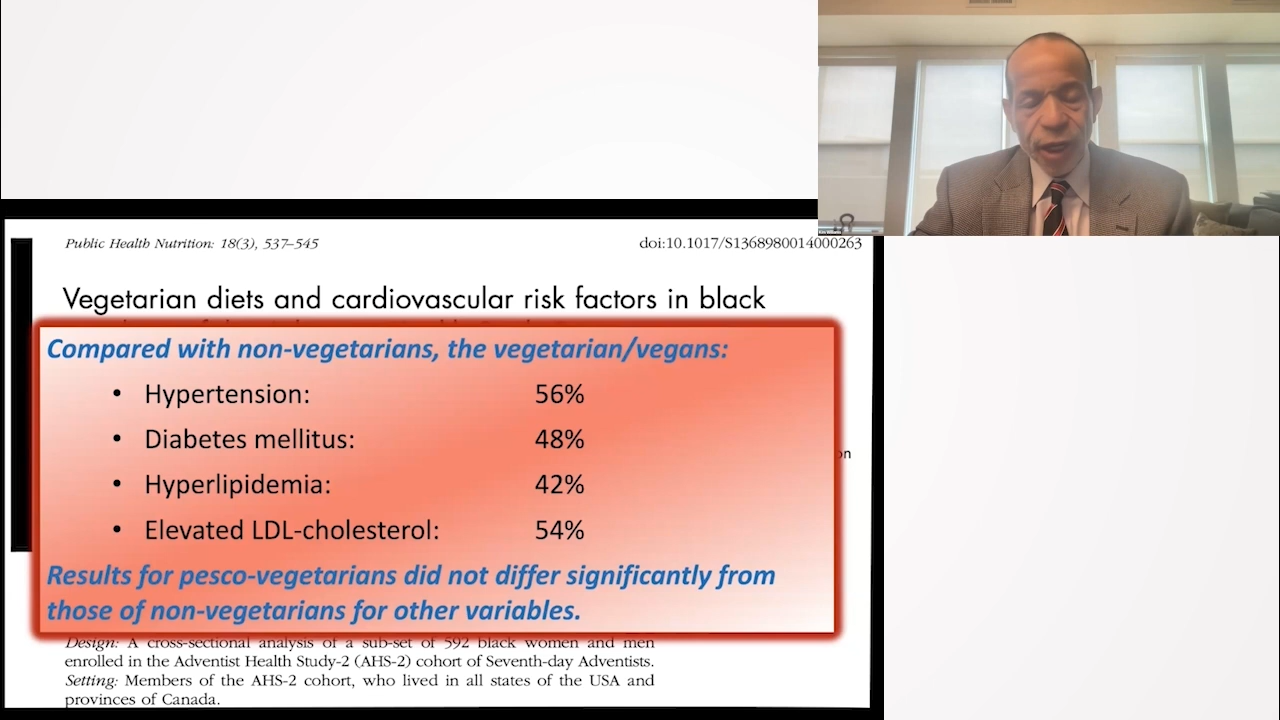 Public Health Nutrition: 18(3), 537–545
doi:10.1017/S1368980014000263
Vegetarian diets and cardiovascular risk factors in black
Compared with non-vegetarians, the vegetarian/vegans:
• Hypertension: 56%
• Diabetes mellitus: 48%
• Hyperlipidemia: 42%
• Elevated LDL-cholesterol: 54%
Results for pesco-vegetarians did not differ significantly from
those of non-vegetarians for other variables.
on
Design: A cross-sectional analysis of a sub-set of 592 black women and men
enrolled in the Adventist Health Study-2 (AHS-2) cohort of Seventh-day Adventists.
Setting: Members of the AHS-2 cohort, who lived in all states of the USA and
provinces of Canada.